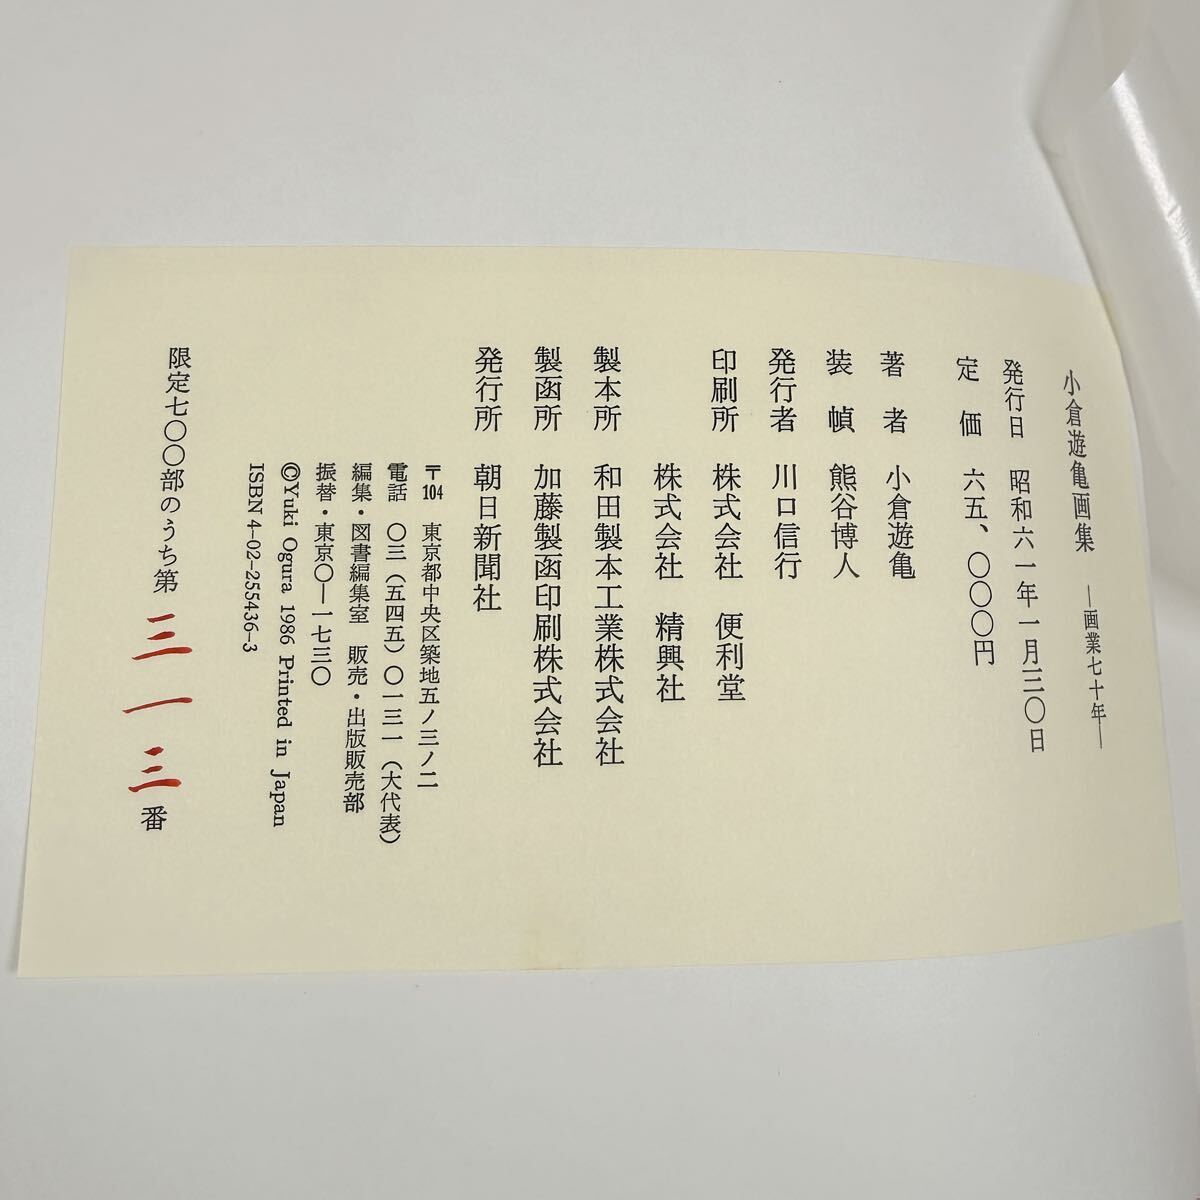 小倉遊亀画集 ―画業七十年―
発行日 昭和六一年一月三〇日
定価 六五、〇〇〇円
著者 小倉遊亀
装幀 熊谷博人
発行者 川口信行
印刷所 株式会社 便利堂
株式会社 精興社
製本所 和田製本工業株式会社
製函所 加藤製函印刷株式会社
発行所 朝日新聞社
〒104 東京都中央区築地五ノ三ノ二
電話 〇三(五四五)〇一三一(大代表)
編集・図書編集室 販売・出版販売部
振替・東京〇―一七三〇
©Yuki Ogura 1986 Printed in Japan
ISBN 4-02-255436-3
限定七〇〇部のうち第三一三番